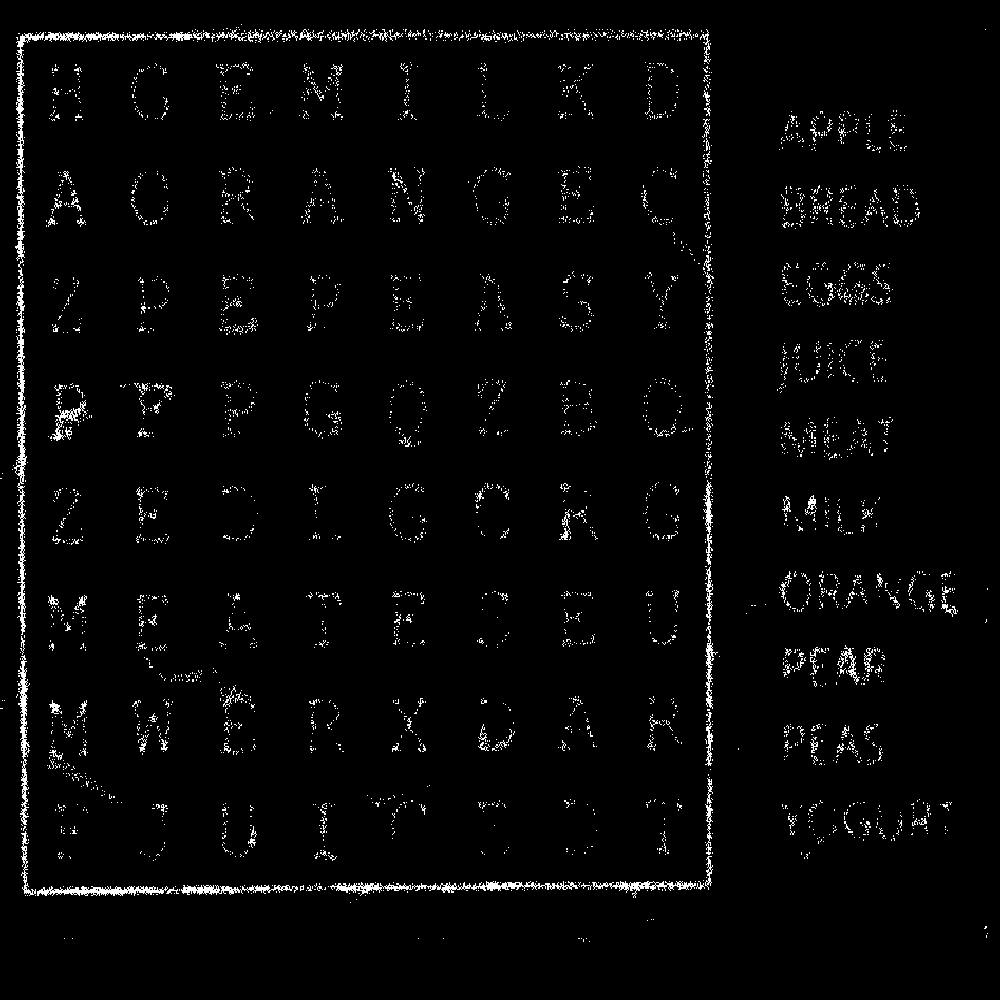 H G E M I L K D
A O R A N G E C
Z P E P E A S Y
P F P G Q Z B O
Z E D L G C R G
M E A T E S E U
M W E R X D A R
J U I C E D T
APPLE
BREAD
EGGS
JUICE
MEAT
MILK
ORANGE
PEAR
PEAS
YOGURT